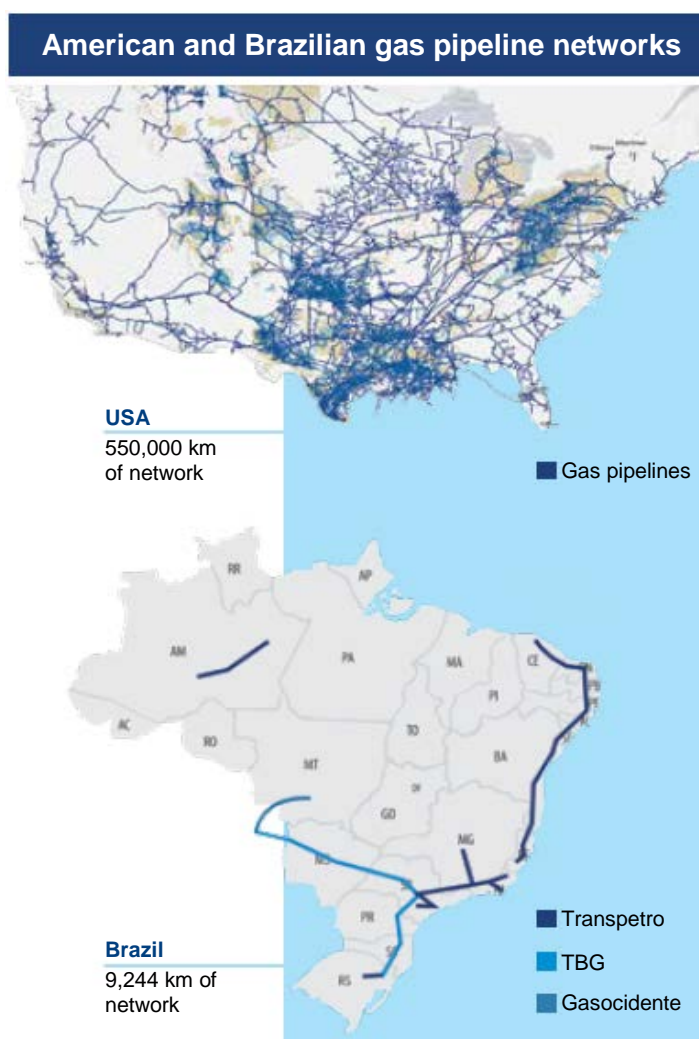 American and Brazilian gas pipeline networks
USA
550,000 km
of network
Gas pipelines
RR
AP
AM
PA
MA
CE
PI
AC
RO
TO
MT
BA
DF
GO
MG
MS
PR
RS
Brazil
9,244 km of
network
Transpetro
TBG
Gasocidente